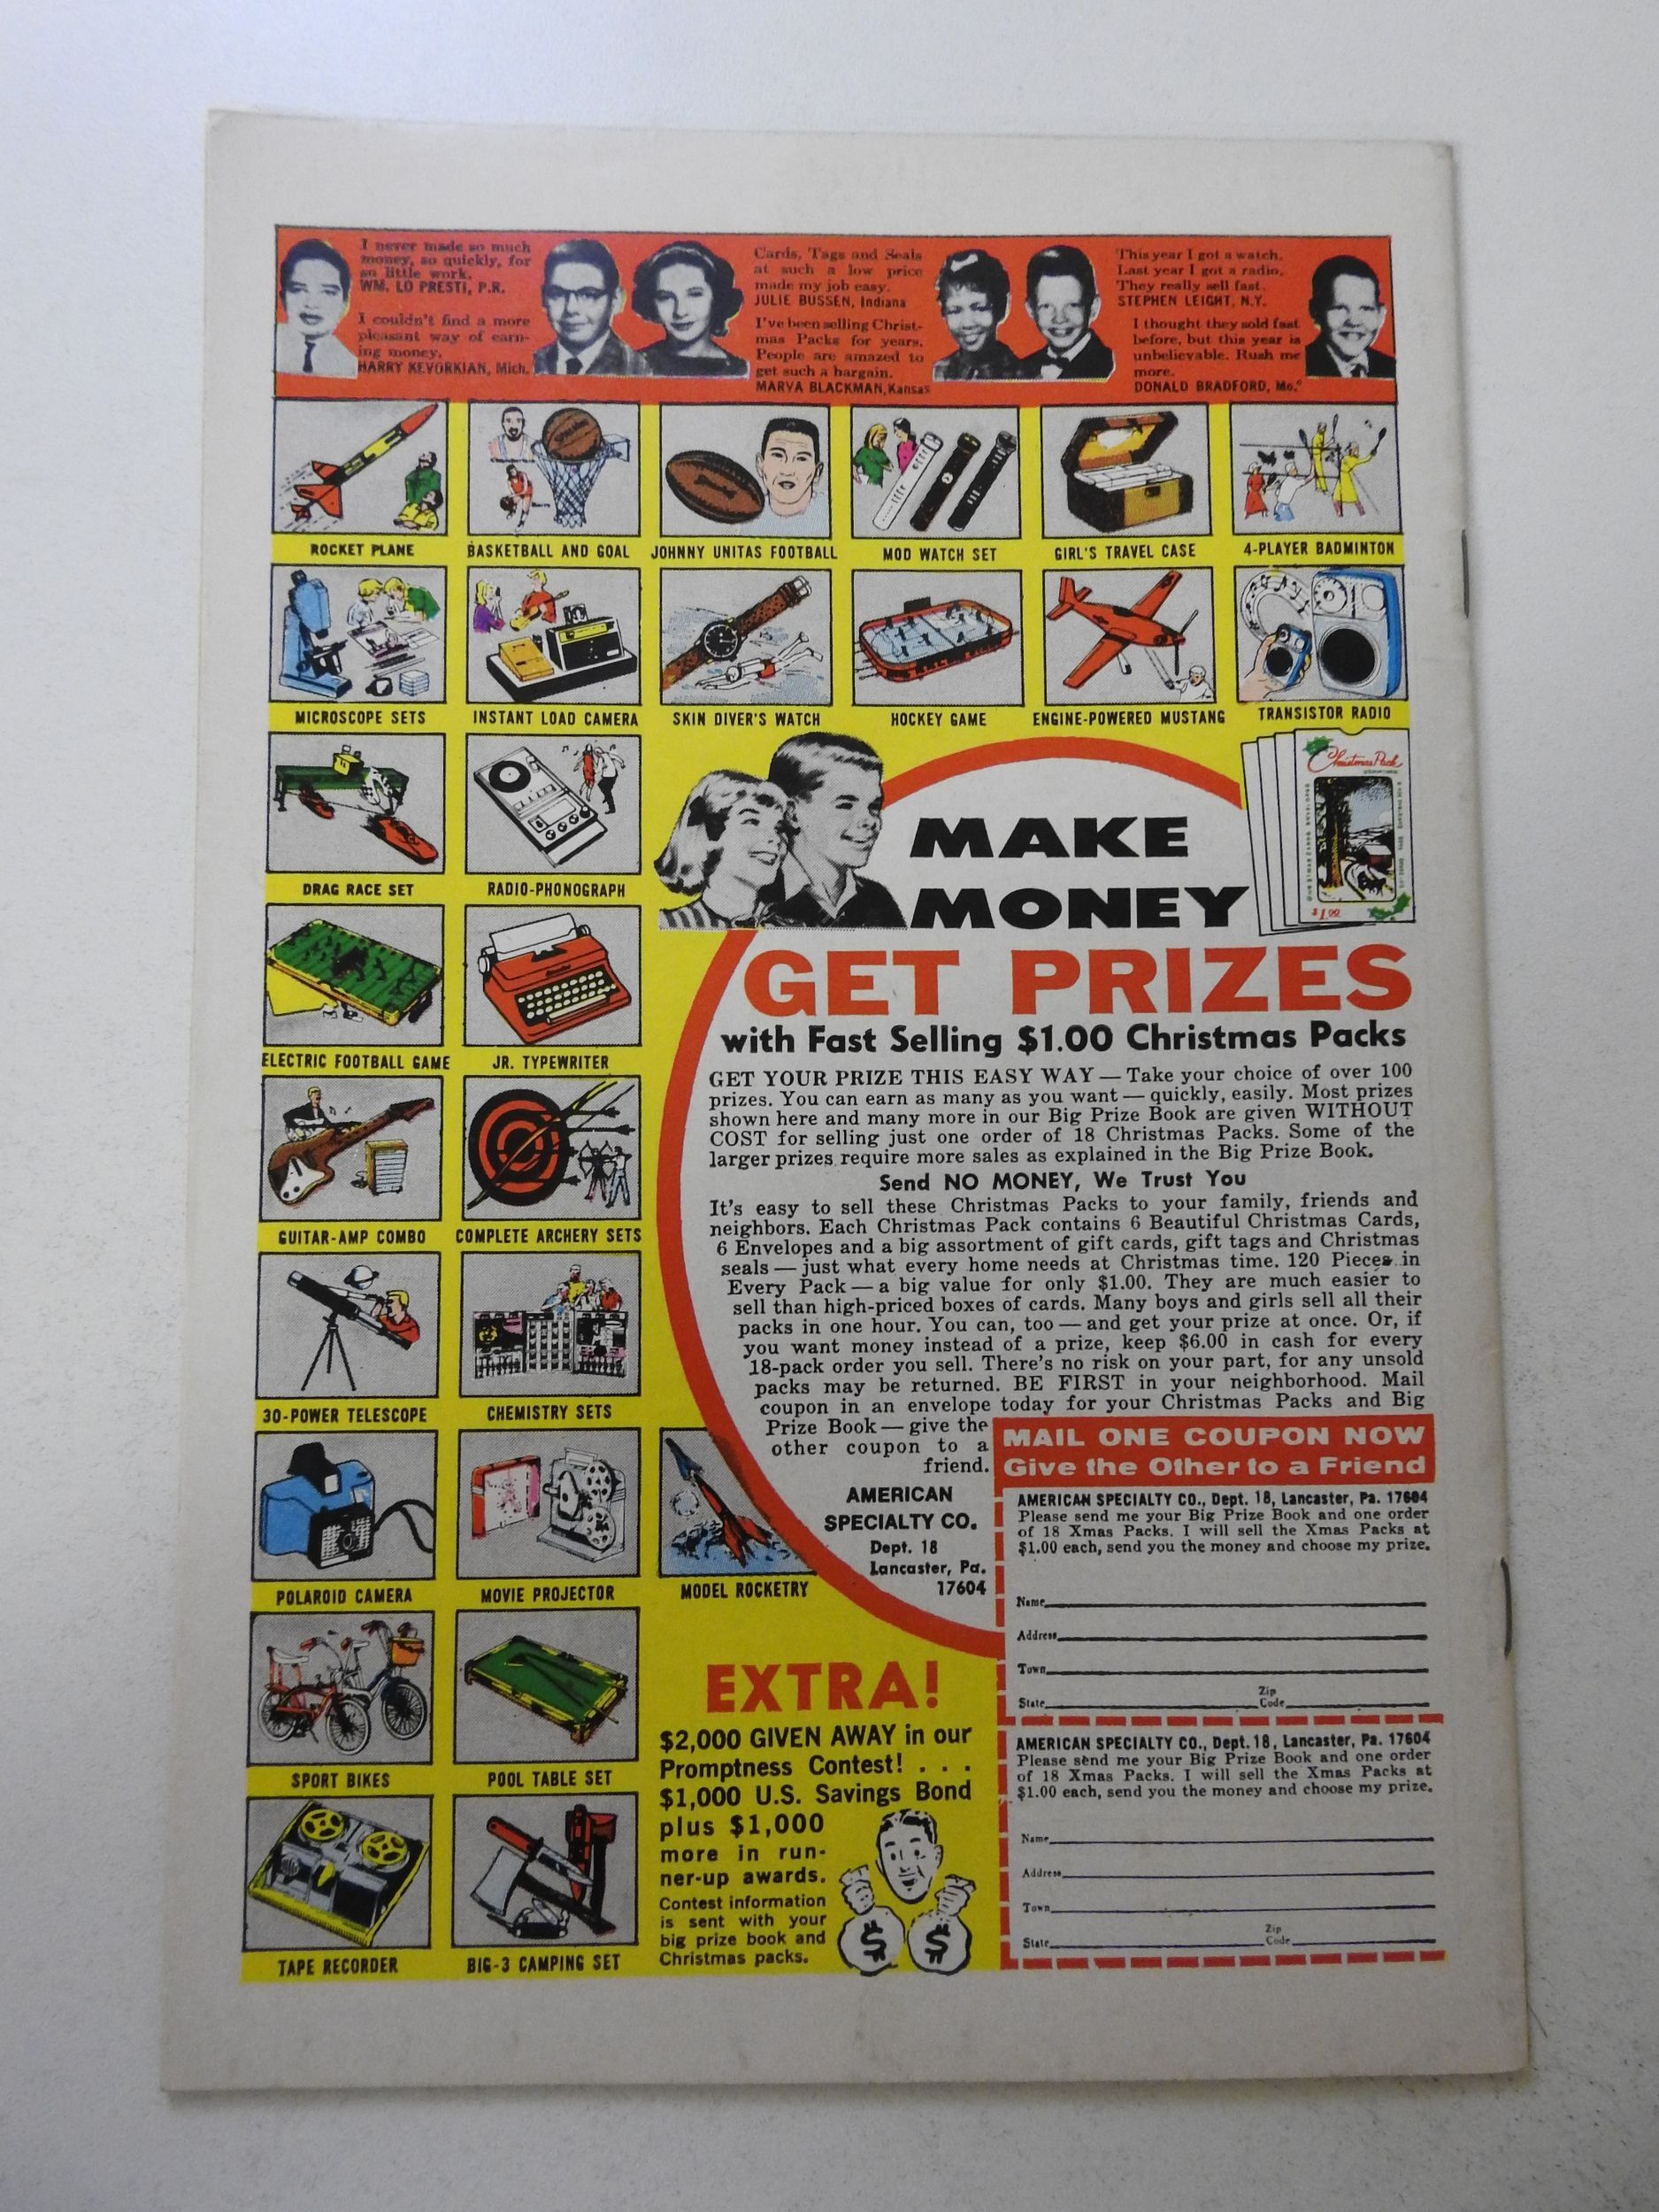 I never made so much
money, so quickly, for
so little work.
WM. LO PRESTI, P.R.
I couldn't find a more
pleasant way of earn-
ing money.
HARRY KEVORKIAN, Mich.
Cards, Tags and Seals
at such a low price
made my job easy.
JULIE BUSSEN, Indiana
I've been selling Christ-
mas Packs for years.
People are amazed to
get such a bargain.
MARVA BLACKMAN, Kansas
This year I got a watch.
Last year I got a radio.
They really sell fast.
STEPHEN LEIGHT, N.Y.
I thought they sold fast
before, but this year is
unbelievable. Rush me
more.
DONALD BRADFORD, Mo.
ROCKET PLANE
BASKETBALL AND GOAL
JOHNNY UNITAS FOOTBALL
MOD WATCH SET
GIRL'S TRAVEL CASE
4-PLAYER BADMINTON
MICROSCOPE SETS
INSTANT LOAD CAMERA
SKIN DIVER'S WATCH
HOCKEY GAME
ENGINE-POWERED MUSTANG
TRANSISTOR RADIO
DRAG RACE SET
RADIO-PHONOGRAPH
ELECTRIC FOOTBALL GAME
JR. TYPEWRITER
GUITAR-AMP COMBO
COMPLETE ARCHERY SETS
30-POWER TELESCOPE
CHEMISTRY SETS
POLAROID CAMERA
MOVIE PROJECTOR
MODEL ROCKETRY
SPORT BIKES
POOL TABLE SET
TAPE RECORDER
BIG-3 CAMPING SET
Christmas Pack
$1.00
MAKE
MONEY
GET PRIZES
with Fast Selling $1.00 Christmas Packs
GET YOUR PRIZE THIS EASY WAY — Take your choice of over 100
prizes. You can earn as many as you want — quickly, easily. Most prizes
shown here and many more in our Big Prize Book are given WITHOUT
COST for selling just one order of 18 Christmas Packs. Some of the
larger prizes require more sales as explained in the Big Prize Book.
Send NO MONEY, We Trust You
It's easy to sell these Christmas Packs to your family, friends and
neighbors. Each Christmas Pack contains 6 Beautiful Christmas Cards,
6 Envelopes and a big assortment of gift cards, gift tags and Christmas
seals — just what every home needs at Christmas time. 120 Pieces in
Every Pack — a big value for only $1.00. They are much easier to
sell than high-priced boxes of cards. Many boys and girls sell all their
packs in one hour. You can, too — and get your prize at once. Or, if
you want money instead of a prize, keep $6.00 in cash for every
18-pack order you sell. There's no risk on your part, for any unsold
packs may be returned. BE FIRST in your neighborhood. Mail
coupon in an envelope today for your Christmas Packs and Big
Prize Book — give the
other coupon to a
friend.
AMERICAN
SPECIALTY CO.
Dept. 18
Lancaster, Pa.
17604
MAIL ONE COUPON NOW
Give the Other to a Friend
AMERICAN SPECIALTY CO., Dept. 18, Lancaster, Pa. 17604
Please send me your Big Prize Book and one order
of 18 Xmas Packs. I will sell the Xmas Packs at
$1.00 each, send you the money and choose my prize.
Name
Address
Town
State Zip Code
AMERICAN SPECIALTY CO., Dept. 18, Lancaster, Pa. 17604
Please send me your Big Prize Book and one order
of 18 Xmas Packs. I will sell the Xmas Packs at
$1.00 each, send you the money and choose my prize.
Name
Address
Town
State Zip Code
EXTRA!
$2,000 GIVEN AWAY in our
Promptness Contest! . . .
$1,000 U.S. Savings Bond
plus $1,000
more in run-
ner-up awards.
Contest information
is sent with your
big prize book and
Christmas packs.
$ $